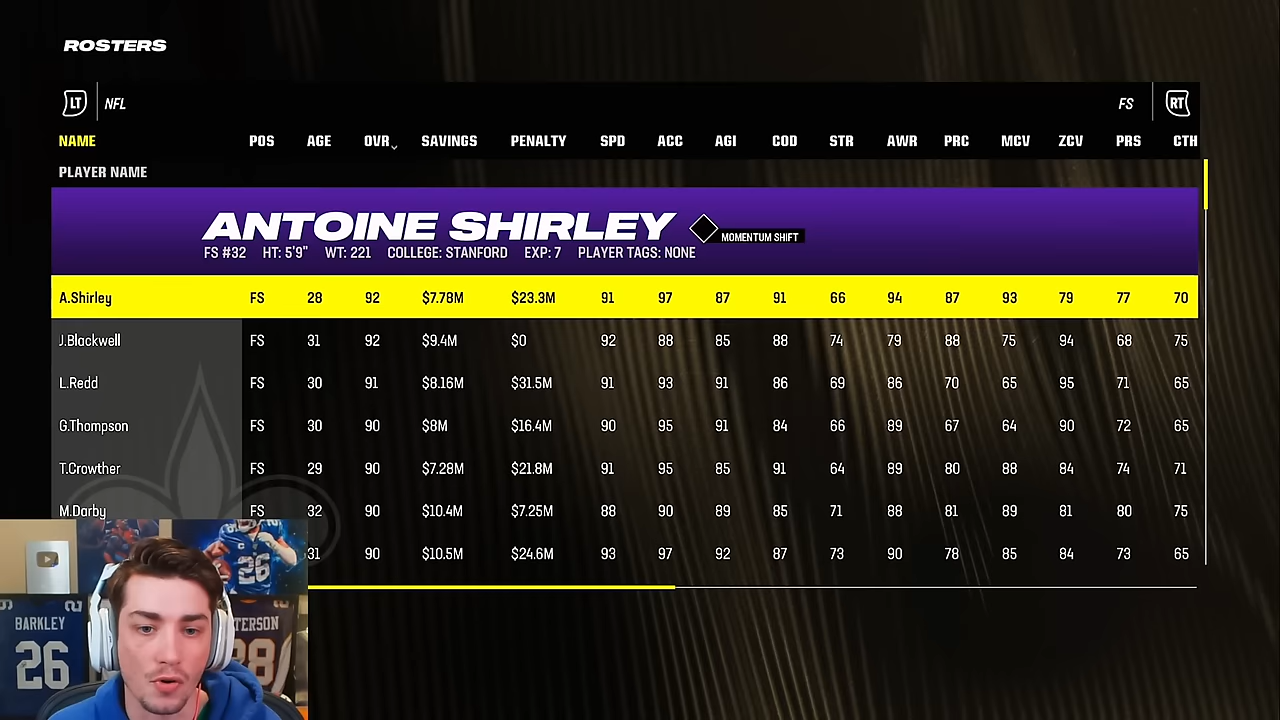 ROSTERS
LT NFL FS RT
NAME POS AGE OVR SAVINGS PENALTY SPD ACC AGI COD STR AWR PRC MCV ZCV PRS CTH
PLAYER NAME
ANTOINE SHIRLEY MOMENTUM SHIFT
FS #32 HT: 5'9" WT: 221 COLLEGE: STANFORD EXP: 7 PLAYER TAGS: NONE
A.Shirley FS 28 92 $7.78M $23.3M 91 97 87 91 66 94 87 93 79 77 70
J.Blackwell FS 31 92 $9.4M $0 92 88 85 88 74 79 88 75 94 68 75
L.Redd FS 30 91 $8.16M $31.5M 91 93 91 86 69 86 70 65 95 71 65
G.Thompson FS 30 90 $8M $16.4M 90 95 91 84 66 89 67 64 90 72 65
T.Crowther FS 29 90 $7.28M $21.8M 91 95 85 91 64 89 80 88 84 74 71
M.Darby FS 32 90 $10.4M $7.25M 88 90 89 85 71 88 81 89 81 80 75
31 90 $10.5M $24.6M 93 97 92 87 73 90 78 85 84 73 65
26
BARKLEY
26
TERSON
28